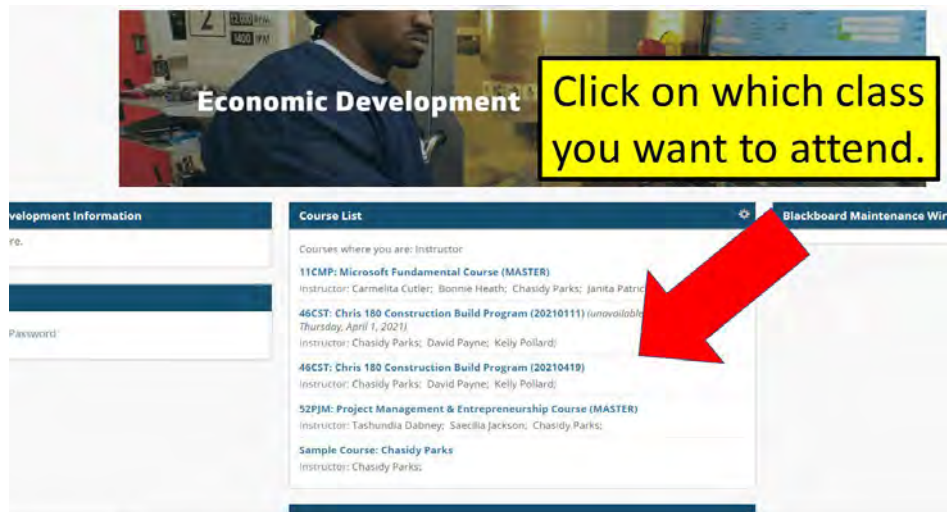 2
1400 RPM
Economic Development
Click on which class
you want to attend.
velopment Information
re.
Password
Course List
Courses where you are: Instructor
11CMP: Microsoft Fundamental Course (MASTER)
Instructor: Carmelita Cutler; Bonnie Heath; Chasidy Parks; Janita Patric
46CST: Chris 180 Construction Build Program (20210111) (unavailable
Thursday, April 1, 2021)
Instructor: Chasidy Parks; David Payne; Kelly Pollard;
46CST: Chris 180 Construction Build Program (20210419)
Instructor: Chasidy Parks; David Payne; Kelly Pollard;
52PJM: Project Management & Entrepreneurship Course (MASTER)
Instructor: Tashundia Dabney; Saecilia Jackson; Chasidy Parks;
Sample Course: Chasidy Parks
Instructor: Chasidy Parks;
Blackboard Maintenance Wir